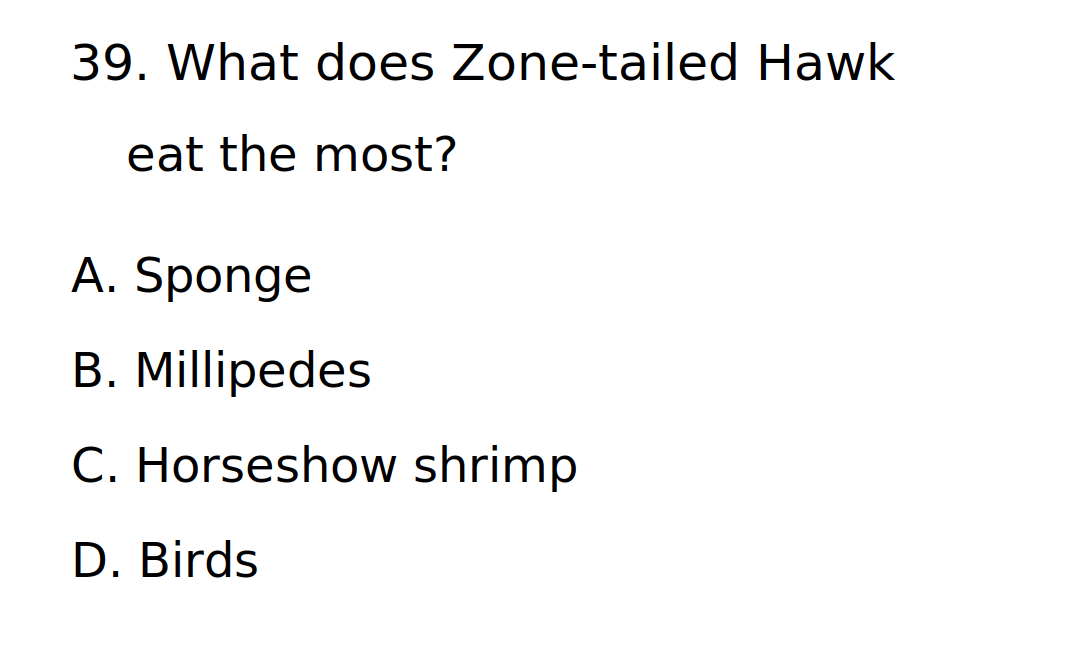 39. What does Zone-tailed Hawk
eat the most?
A. Sponge
B. Millipedes
C. Horseshow shrimp
D. Birds